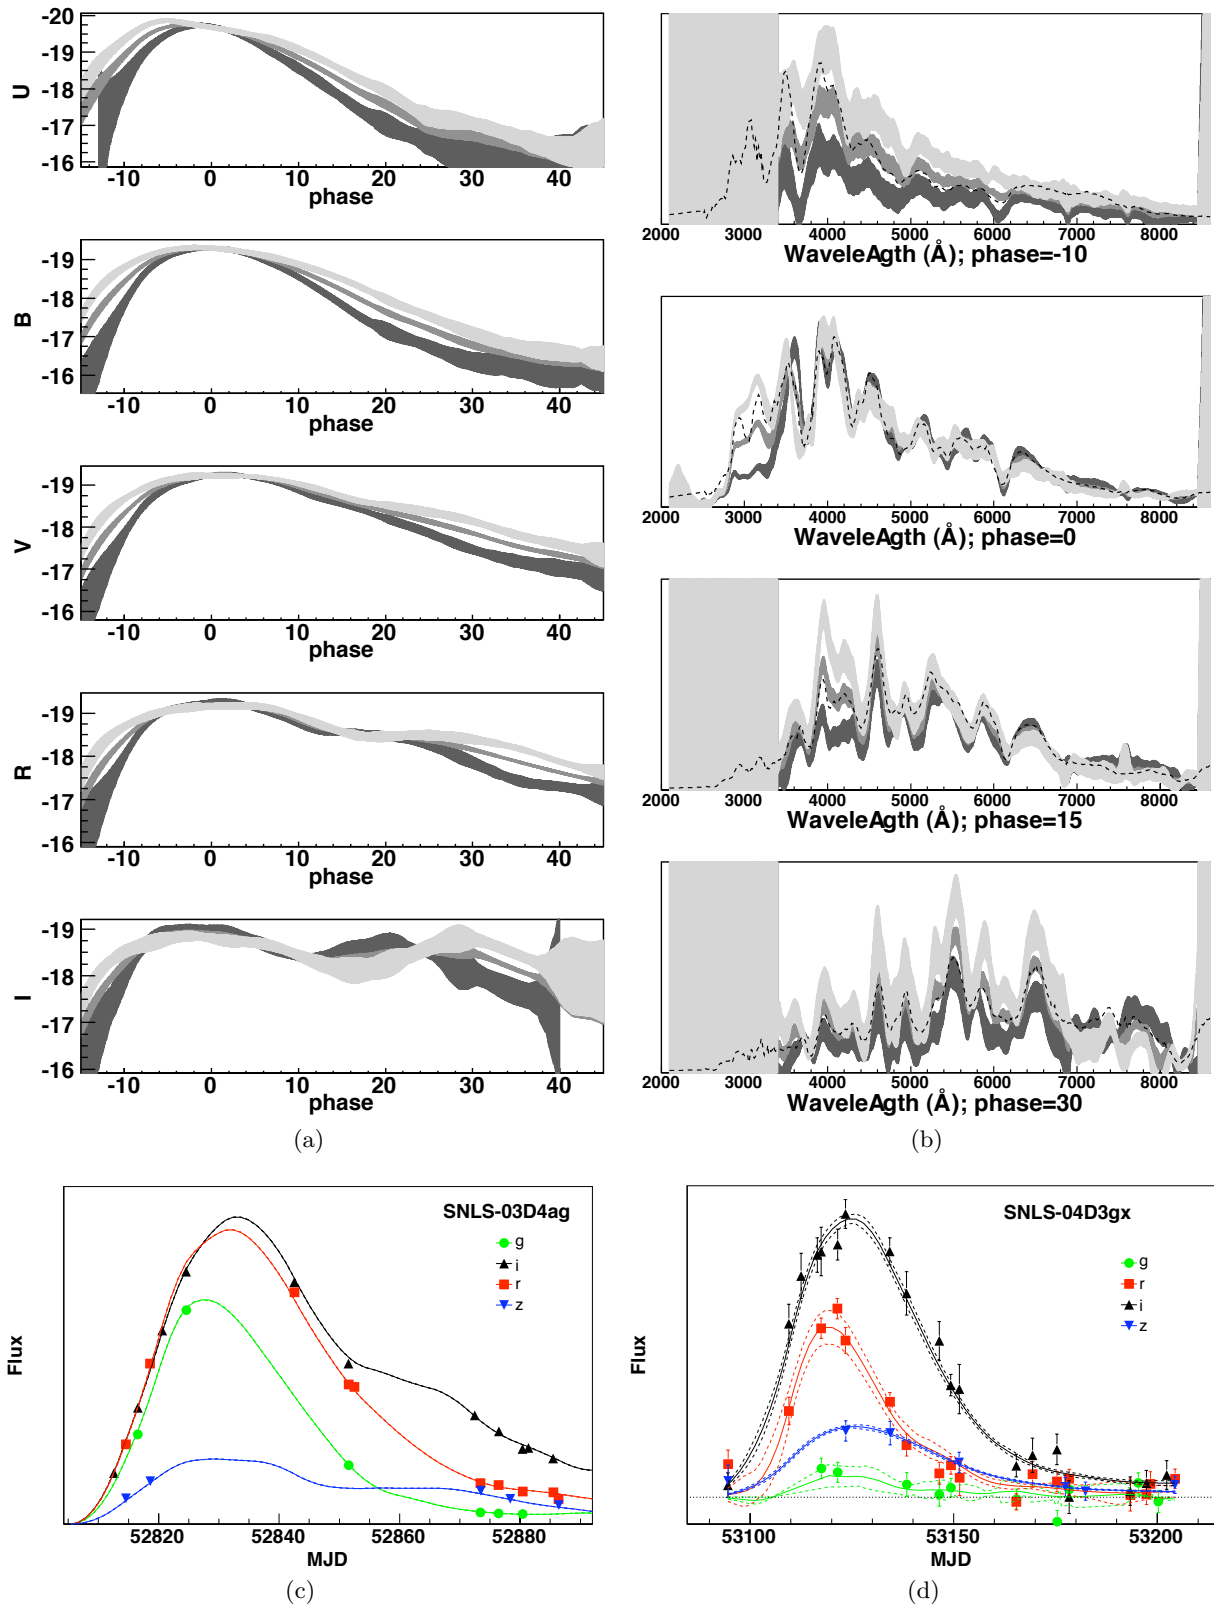 -20
-19
-18
-17
-16
U
-10 0 10 20 30 40
phase
-19
-18
-17
-16
B
-10 0 10 20 30 40
phase
-19
-18
-17
-16
V
-10 0 10 20 30 40
phase
-19
-18
-17
-16
R
-10 0 10 20 30 40
phase
-19
-18
-17
-16
I
-10 0 10 20 30 40
phase
(a)
2000 3000 4000 5000 6000 7000 8000
WaveleAgth (Å); phase=-10
2000 3000 4000 5000 6000 7000 8000
WaveleAgth (Å); phase=0
2000 3000 4000 5000 6000 7000 8000
WaveleAgth (Å); phase=15
2000 3000 4000 5000 6000 7000 8000
WaveleAgth (Å); phase=30
(b)
SNLS-03D4ag
g
i
r
z
Flux
52820 52840 52860 52880
MJD
(c)
SNLS-04D3gx
g
r
i
z
Flux
53100 53150 53200
MJD
(d)